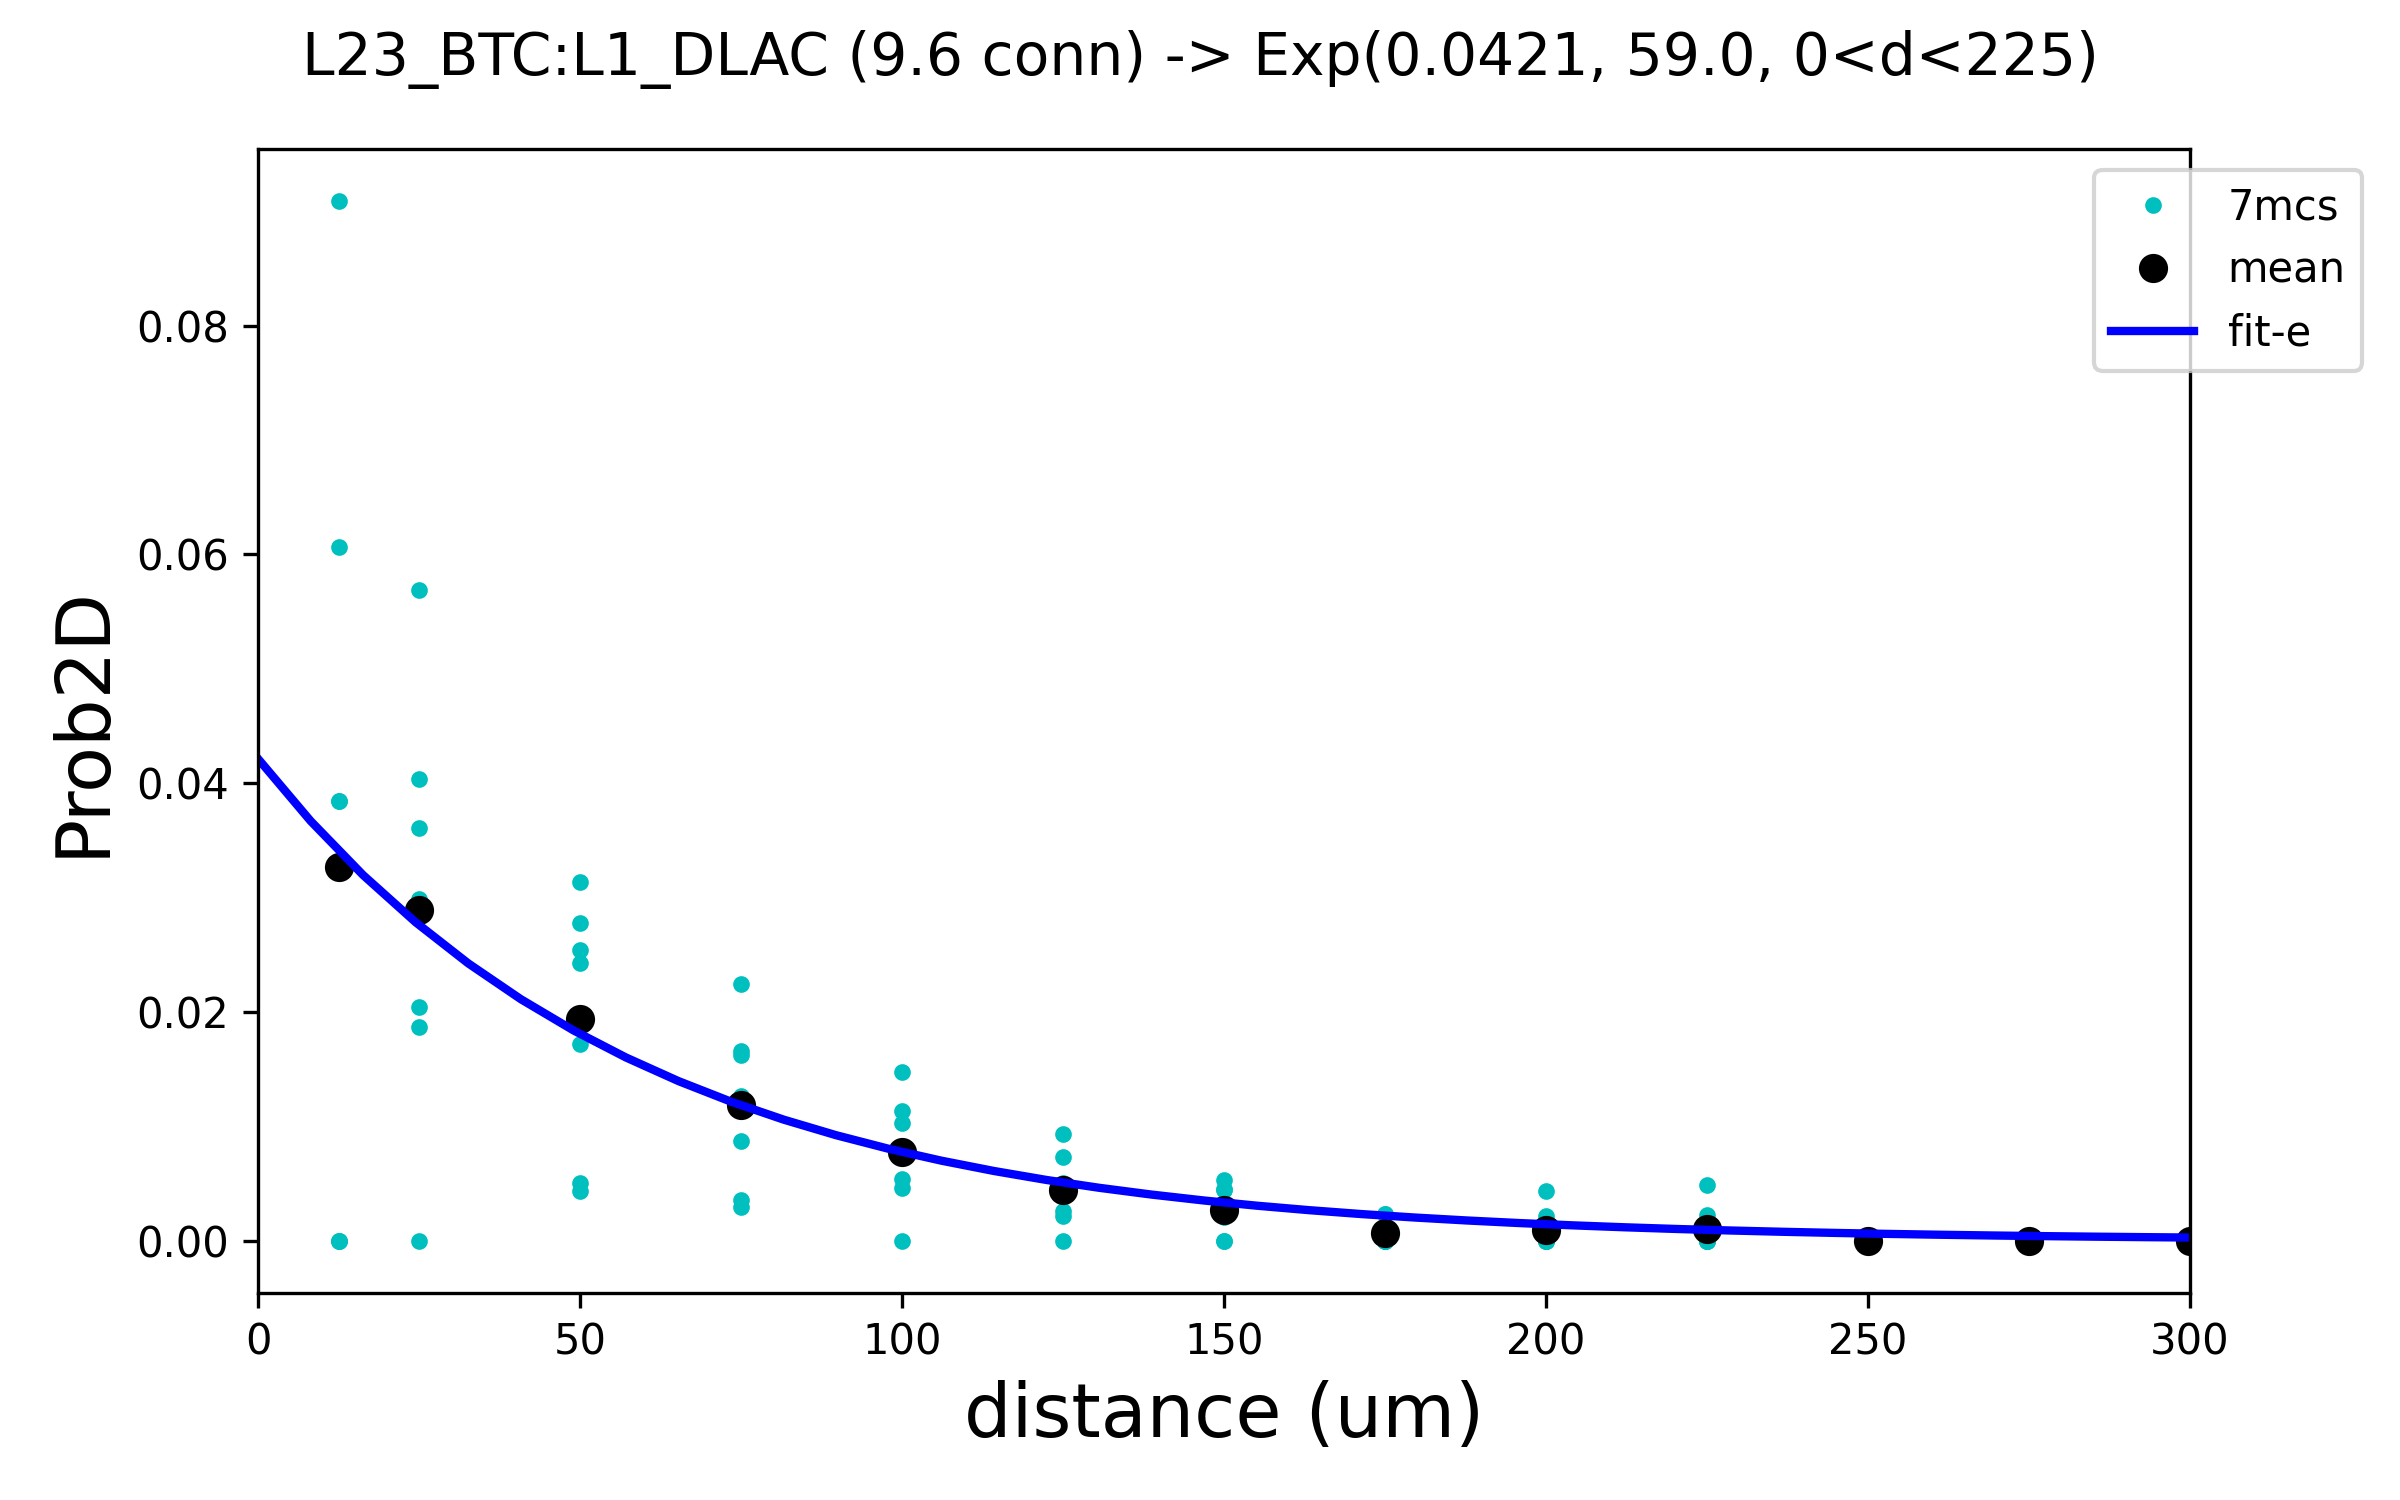 L23_BTC:L1_DLAC (9.6 conn) -> Exp(0.0421, 59.0, 0<d<225)
7mcs
mean
fit-e
Prob2D
0.08
0.06
0.04
0.02
0.00
0 50 100 150 200 250 300
distance (um)